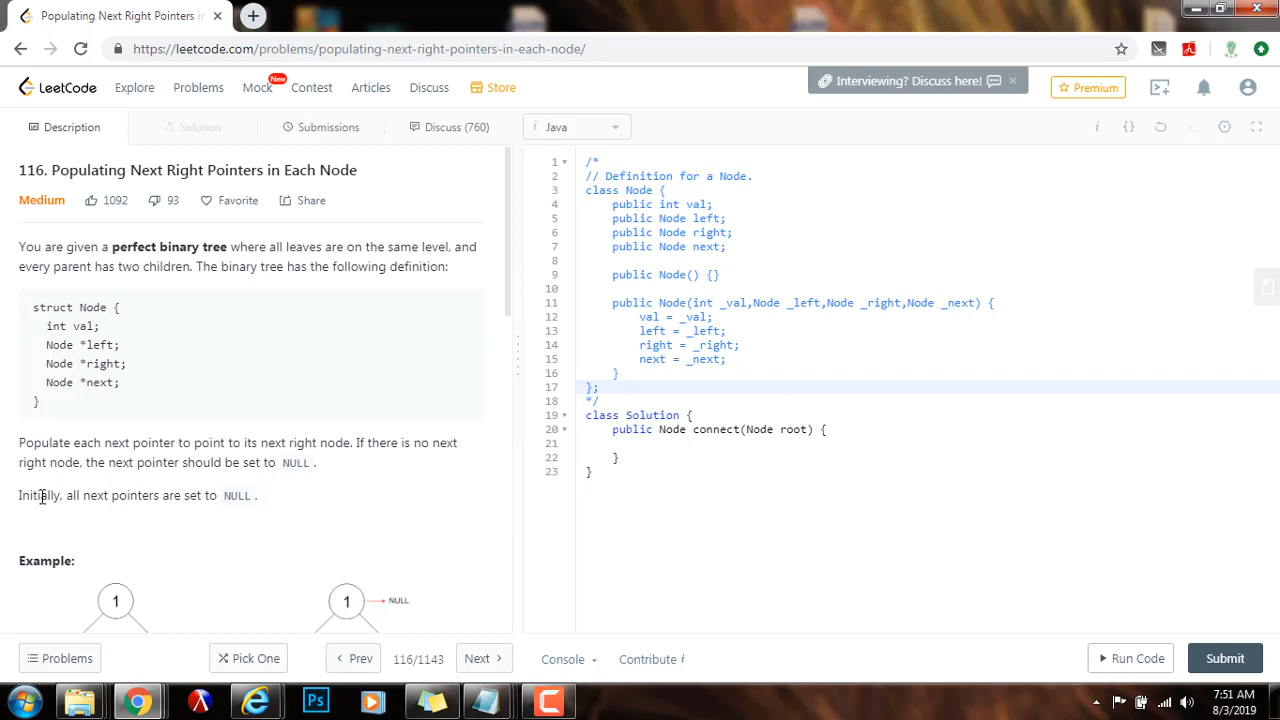 Populating Next Right Pointers in
https://leetcode.com/problems/populating-next-right-pointers-in-each-node/
LeetCode
Explore
Problems
Mock
New
Contest
Articles
Discuss
Store
Interviewing? Discuss here!
Premium
Description
Solution
Submissions
Discuss (760)
i Java
116. Populating Next Right Pointers in Each Node
Medium
1092
93
Favorite
Share
You are given a perfect binary tree where all leaves are on the same level, and
every parent has two children. The binary tree has the following definition:
struct Node {
int val;
Node *left;
Node *right;
Node *next;
}
Populate each next pointer to point to its next right node. If there is no next
right node, the next pointer should be set to NULL.
Initially, all next pointers are set to NULL.
Example:
1
1
NULL
1 /*
2 // Definition for a Node.
3 class Node {
4 public int val;
5 public Node left;
6 public Node right;
7 public Node next;
8
9 public Node() {}
10
11 public Node(int _val,Node _left,Node _right,Node _next) {
12 val = _val;
13 left = _left;
14 right = _right;
15 next = _next;
16 }
17 };
18 */
19 class Solution {
20 public Node connect(Node root) {
21
22 }
23 }
Problems
Pick One
Prev
116/1143
Next
Console
Contribute i
Run Code
Submit
7:51 AM
8/3/2019